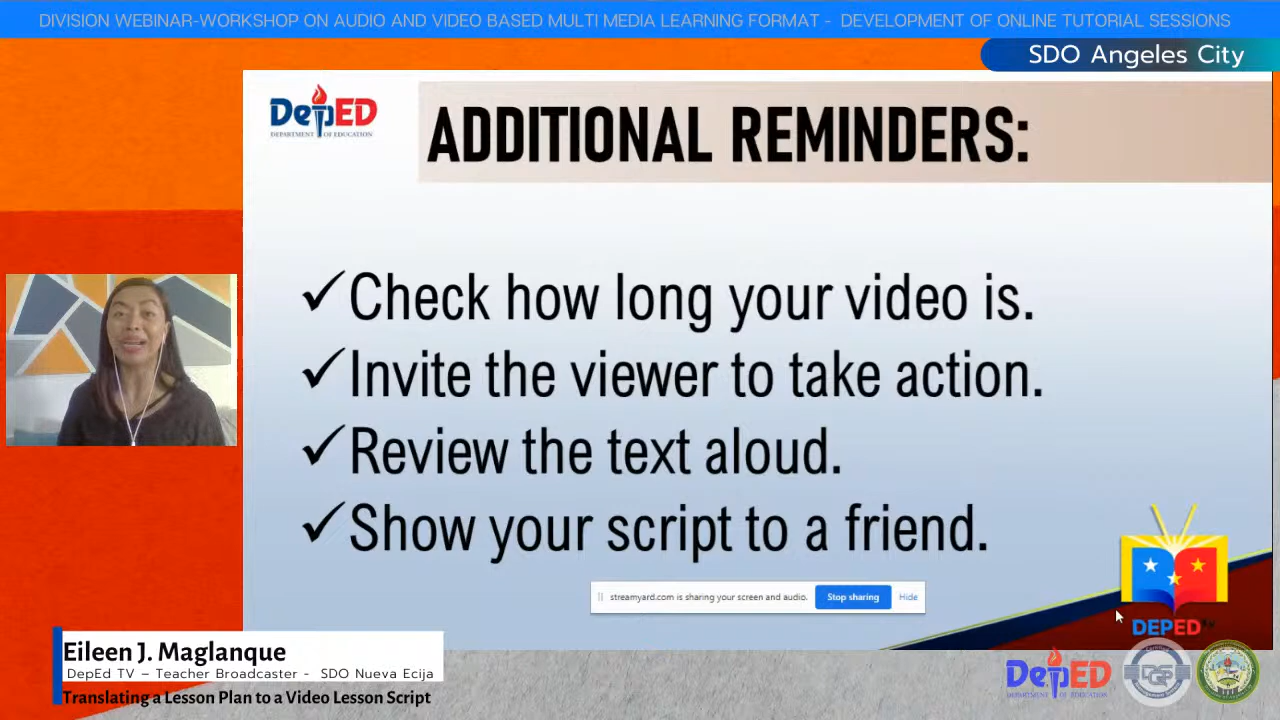 DIVISION WEBINAR-WORKSHOP ON AUDIO AND VIDEO BASED MULTI MEDIA LEARNING FORMAT - DEVELOPMENT OF ONLINE TUTORIAL SESSIONS
SDO Angeles City
DepED
DEPARTMENT OF EDUCATION
ADDITIONAL REMINDERS:
✓Check how long your video is.
✓Invite the viewer to take action.
✓Review the text aloud.
✓Show your script to a friend.
streamyard.com is sharing your screen and audio. Stop sharing Hide
DEPED
Eileen J. Maglanque
DepEd TV – Teacher Broadcaster - SDO Nueva Ecija
Translating a Lesson Plan to a Video Lesson Script
DepED
DEPARTMENT OF EDUCATION